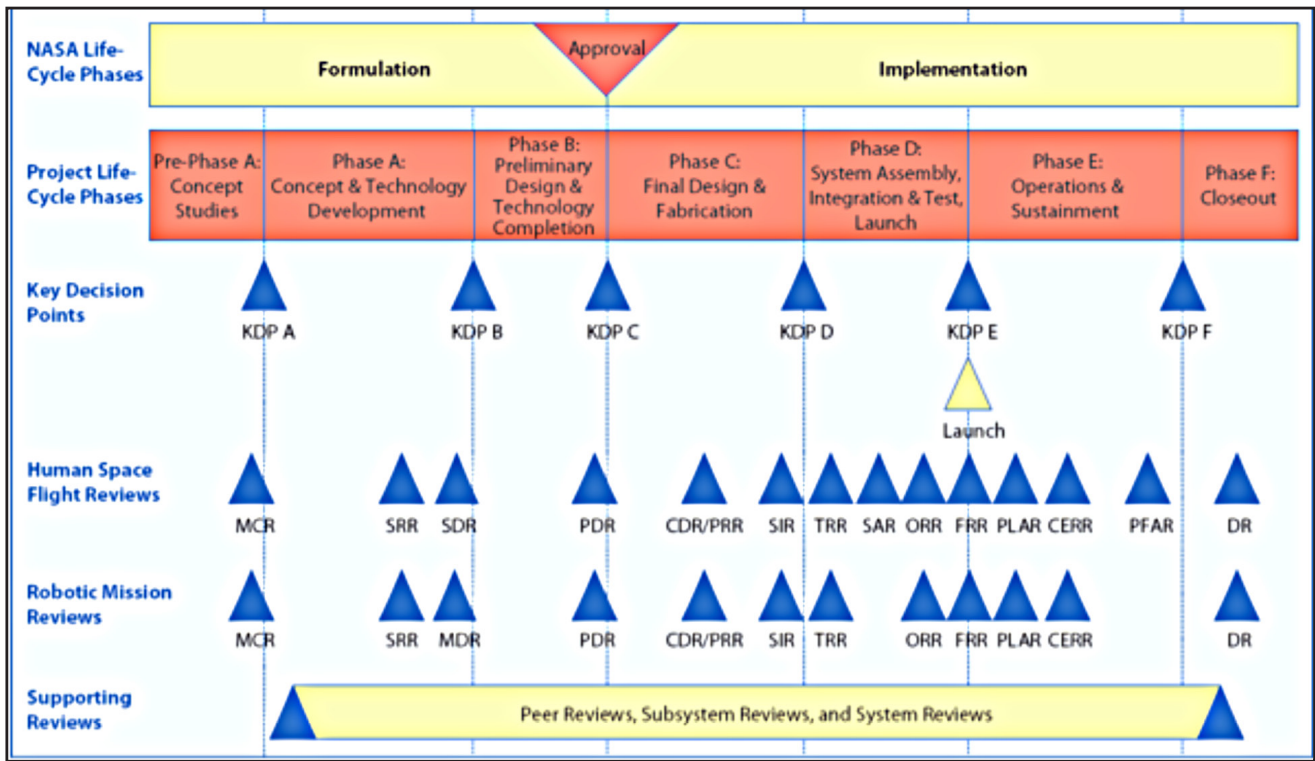 NASA Life-
Cycle Phases
Formulation
Approval
Implementation
Project Life-
Cycle Phases
Pre-Phase A:
Concept
Studies
Phase A:
Concept & Technology
Development
Phase B:
Preliminary
Design &
Technology
Completion
Phase C:
Final Design &
Fabrication
Phase D:
System Assembly,
Integration & Test,
Launch
Phase E:
Operations &
Sustainment
Phase F:
Closeout
Key Decision
Points
KDP A
KDP B
KDP C
KDP D
KDP E
KDP F
Launch
Human Space
Flight Reviews
MCR
SRR
SDR
PDR
CDR/PRR
SIR
TRR
SAR
ORR
FRR
PLAR
CERR
PFAR
DR
Robotic Mission
Reviews
MCR
SRR
MDR
PDR
CDR/PRR
SIR
TRR
ORR
FRR
PLAR
CERR
DR
Supporting
Reviews
Peer Reviews, Subsystem Reviews, and System Reviews